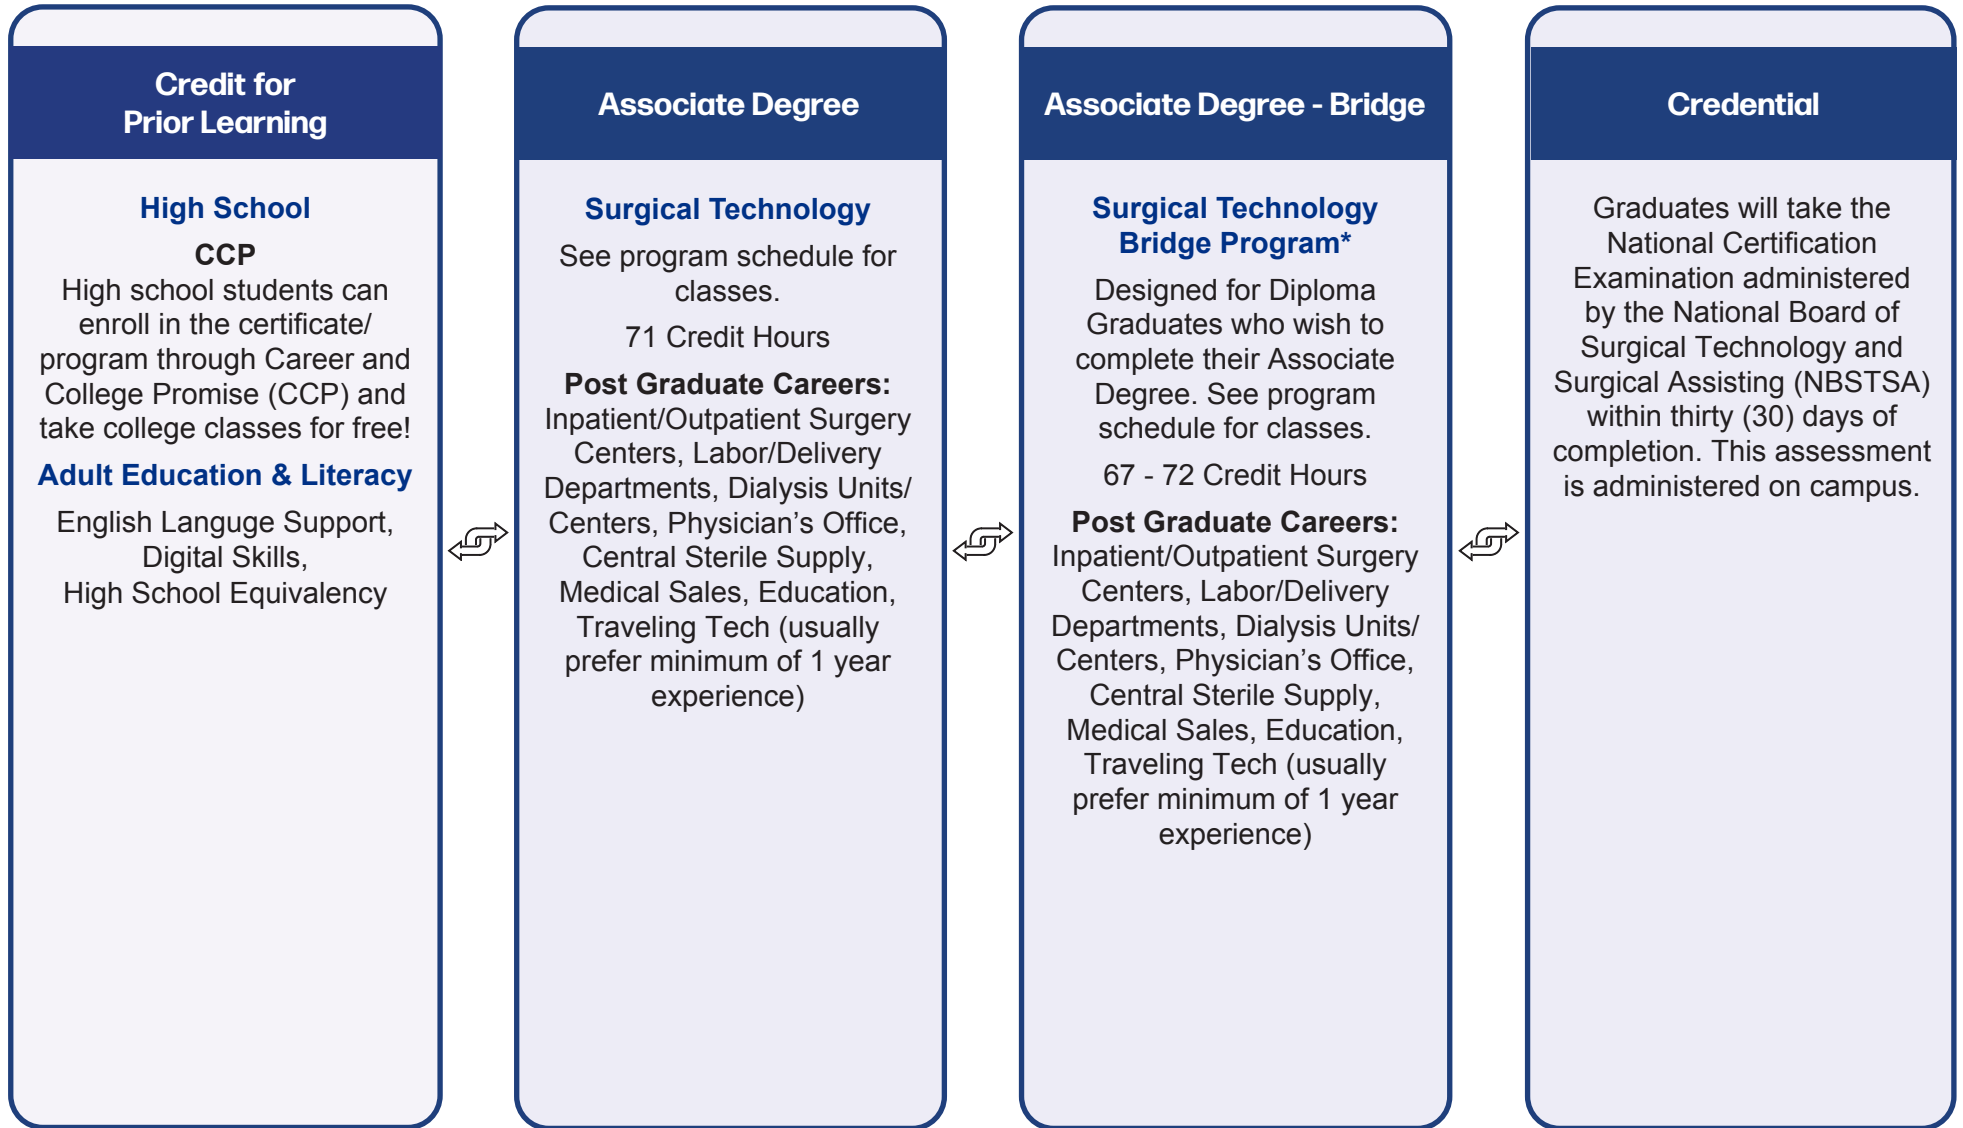 Credit for
Prior Learning
High School
CCP
High school students can
enroll in the certificate/
program through Career and
College Promise (CCP) and
take college classes for free!
Adult Education & Literacy
English Languge Support,
Digital Skills,
High School Equivalency
Associate Degree
Surgical Technology
See program schedule for
classes.
71 Credit Hours
Post Graduate Careers:
Inpatient/Outpatient Surgery
Centers, Labor/Delivery
Departments, Dialysis Units/
Centers, Physician’s Office,
Central Sterile Supply,
Medical Sales, Education,
Traveling Tech (usually
prefer minimum of 1 year
experience)
Associate Degree - Bridge
Surgical Technology
Bridge Program*
Designed for Diploma
Graduates who wish to
complete their Associate
Degree. See program
schedule for classes.
67 - 72 Credit Hours
Post Graduate Careers:
Inpatient/Outpatient Surgery
Centers, Labor/Delivery
Departments, Dialysis Units/
Centers, Physician’s Office,
Central Sterile Supply,
Medical Sales, Education,
Traveling Tech (usually
prefer minimum of 1 year
experience)
Credential
Graduates will take the
National Certification
Examination administered
by the National Board of
Surgical Technology and
Surgical Assisting (NBSTSA)
within thirty (30) days of
completion. This assessment
is administered on campus.